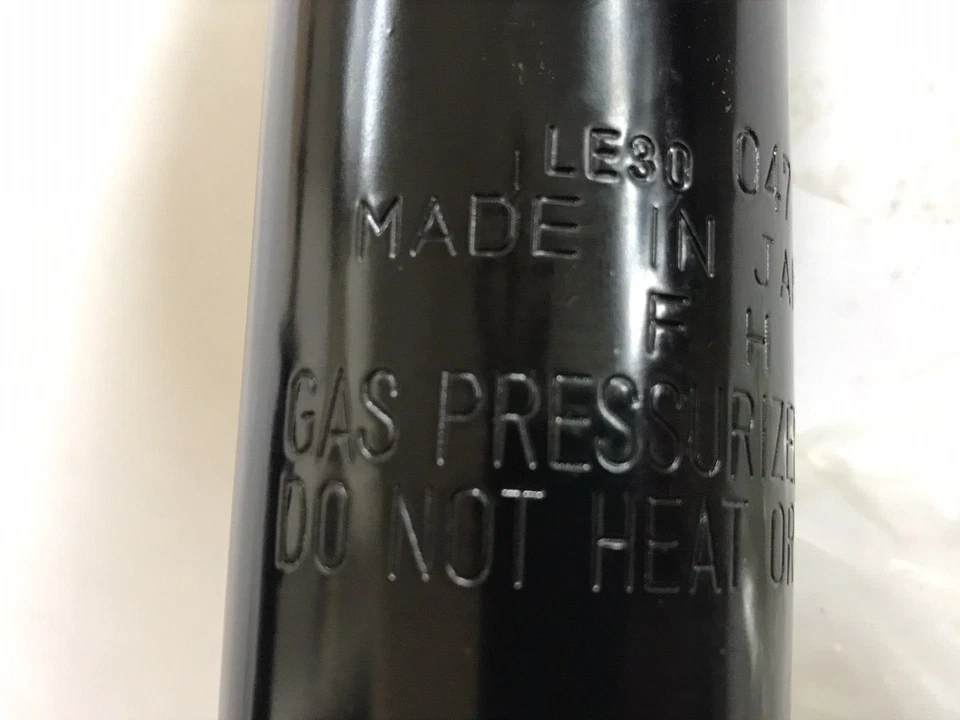 LE30 047
MADE IN JA
F H
GAS PRESSURIZE
DO NOT HEAT OR